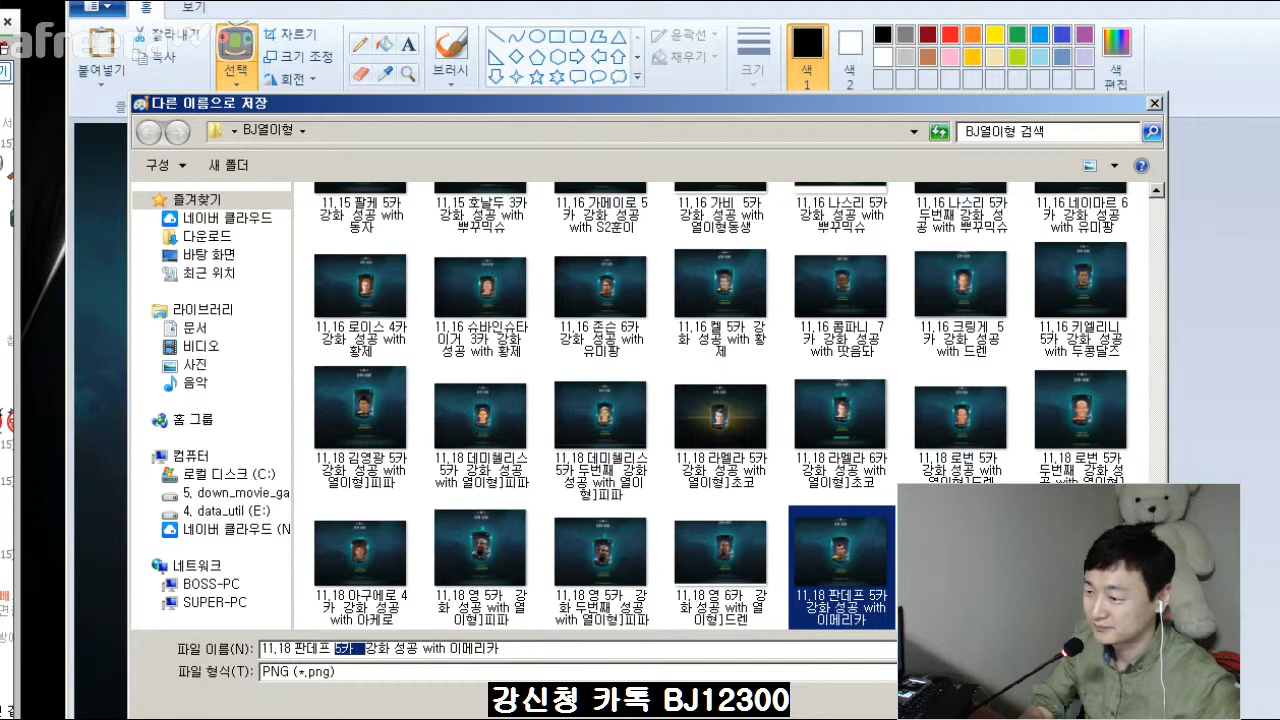 afreeca
홈
보기
잘라내기
복사
붙여넣기
선택
자르기
크기 조정
회전
A
브러시
윤곽선
채우기
크기
색 1
색 2
색 편집
다른 이름으로 저장
BJ열이형
BJ열이형 검색
구성
새 폴더
즐겨찾기
네이버 클라우드
다운로드
바탕 화면
최근 위치
라이브러리
문서
비디오
사진
음악
홈 그룹
컴퓨터
로컬 디스크 (C:)
5, down_movie_ga
4, data_util (E:)
네이버 클라우드 (N
네트워크
BOSS-PC
SUPER-PC
11.15 팔케 5카
강화 성공 with
동자
11.15 호날두 3카
강화 성공 with
뿌꾸믹슈
11.16 가메이로 5
카 강화 성공
with S2훈이
11.16 가비 5카
강화 성공 with
열이형동생
11.16 나스리 5카
강화 성공 with
뿌꾸믹슈
11.16 나스리 5카
두번째 강화 성
공 with 뿌꾸믹슈
11.16 네이마르 6
카 강화 성공
with 유미팡
11.16 로이스 4카
강화 성공 with
황제
11.16 슈바인슈타
이거 3카 강화
성공 with 황제
11.16 존슨 6카
강화 성공 with
유미팡
11.16 켈 5카 강
화 성공 with 황
제
11.16 콤파니 7
카 강화 성공
11.16 크링게 5
카 강화 성공
with 드렌
11.16 키엘리니
5카 강화 성공
with 두콩달즈
11.18 김영광 5카
강화 성공 with
열이형]피파
11.18 데미첼리스
5카 강화 성공
with 열이형]피파
11.18 데미첼리스
5카 두번째 강화
성공 with 열이
형]피파
11.18 라멜라 5카
강화 성공 with
열이형]초코
11.18 라멜라 6카
강화 성공 with
열이형]초코
11.18 로번 5카
강화 성공 with
열이형]드렌
11.18 로번 5카
두번째 강화 성
11.18 아구에로 4
카 강화 성공
with 아케로
11.18 영 5카 강
화 성공 with 열
이형]피파
11.18 영 5카 강
화 두번째 성공
with 열이형]피파
11.18 영 6카 강
화 성공 with 열
이형]드렌
11.18 판데프 5카
강화 성공 with
이메리카
파일 이름(N):
11.18 판데프 5카 강화 성공 with 이메리카
파일 형식(T):
PNG (*.png)
강신청 카톡 BJ12300